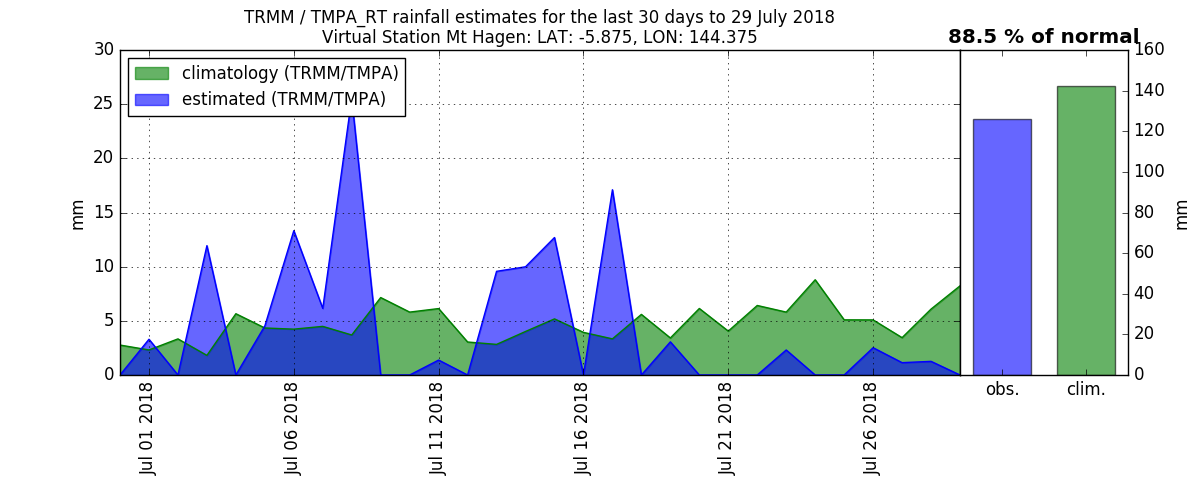 TRMM / TMPA_RT rainfall estimates for the last 30 days to 29 July 2018
Virtual Station Mt Hagen: LAT: -5.875, LON: 144.375
88.5 % of normal
climatology (TRMM/TMPA)
estimated (TRMM/TMPA)
30
25
20
15
10
5
0
mm
Jul 01 2018
Jul 06 2018
Jul 11 2018
Jul 16 2018
Jul 21 2018
Jul 26 2018
obs.
clim.
160
140
120
100
80
60
40
20
0
mm